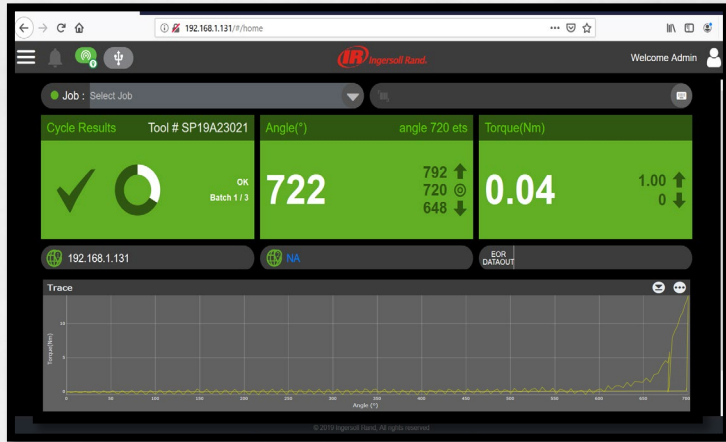 192.168.1.131/#/home
IR Ingersoll Rand.
Welcome Admin
Job : Select Job
Cycle Results Tool # SP19A23021
OK
Batch 1 / 3
Angle(°) angle 720 ets
722
792
720
648
Torque(Nm)
0.04
1.00
0
192.168.1.131
NA
EOR
DATAOUT
Trace
Torque(Nm)
10
5
0
0 50 100 150 200 250 300 350 400 450 500 550 600 650 700
Angle (°)
© 2019 Ingersoll Rand, All rights reserved